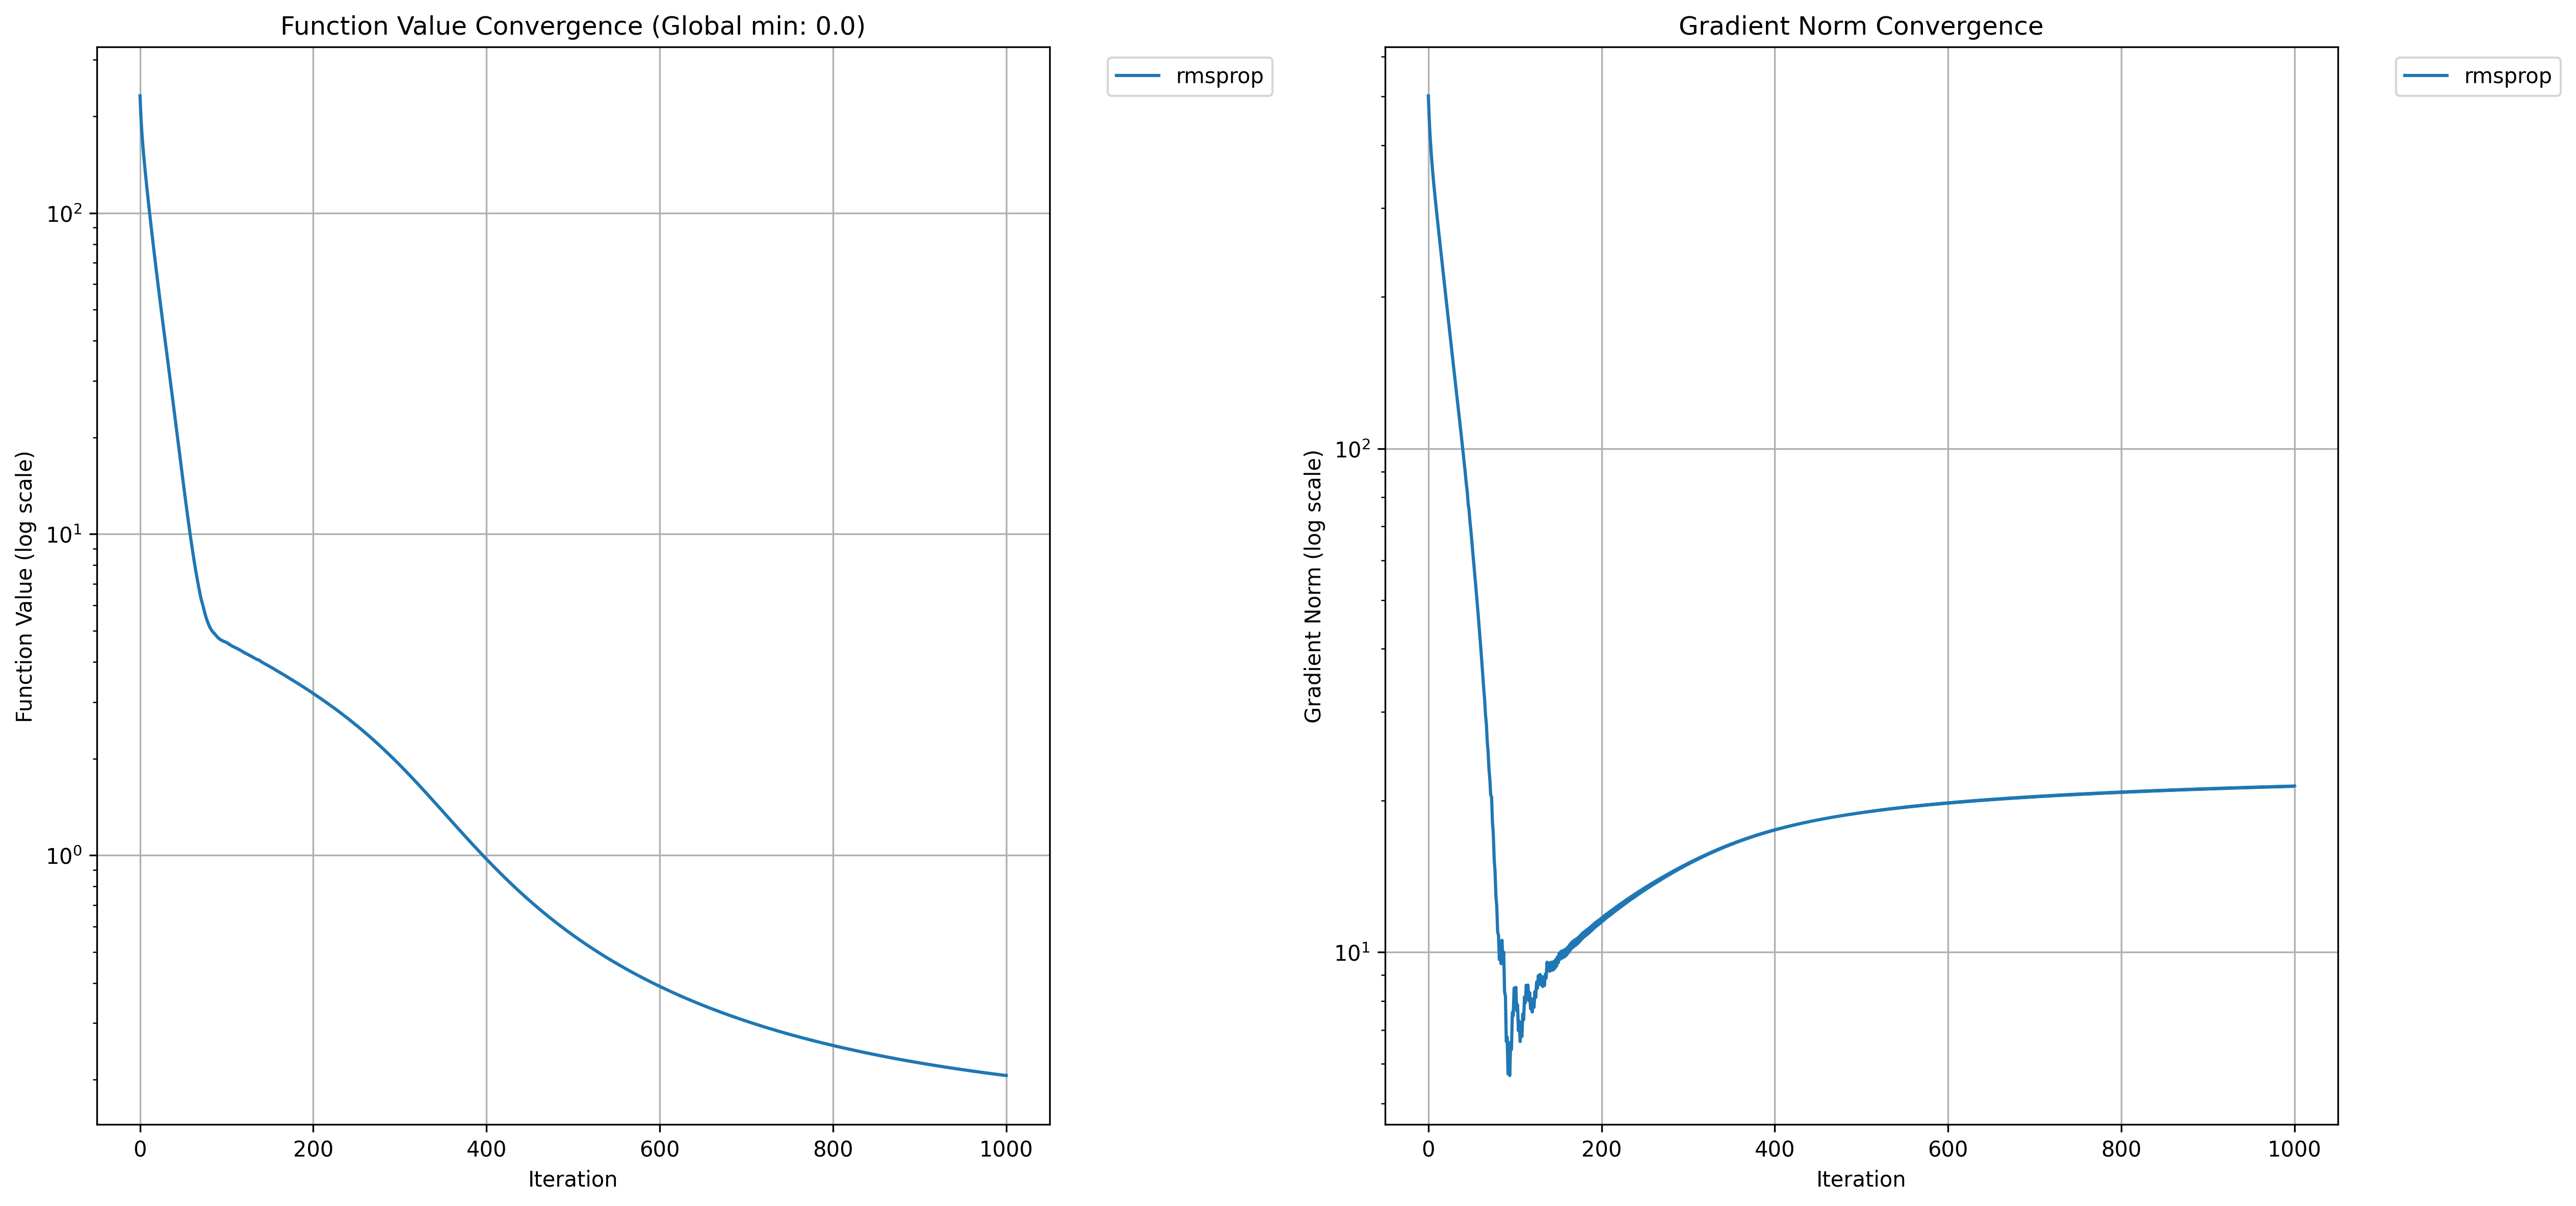 Function Value Convergence (Global min: 0.0)
rmsprop
Function Value (log scale)
10²
10¹
10⁰
0 200 400 600 800 1000
Iteration
Gradient Norm Convergence
rmsprop
Gradient Norm (log scale)
10²
10¹
0 200 400 600 800 1000
Iteration